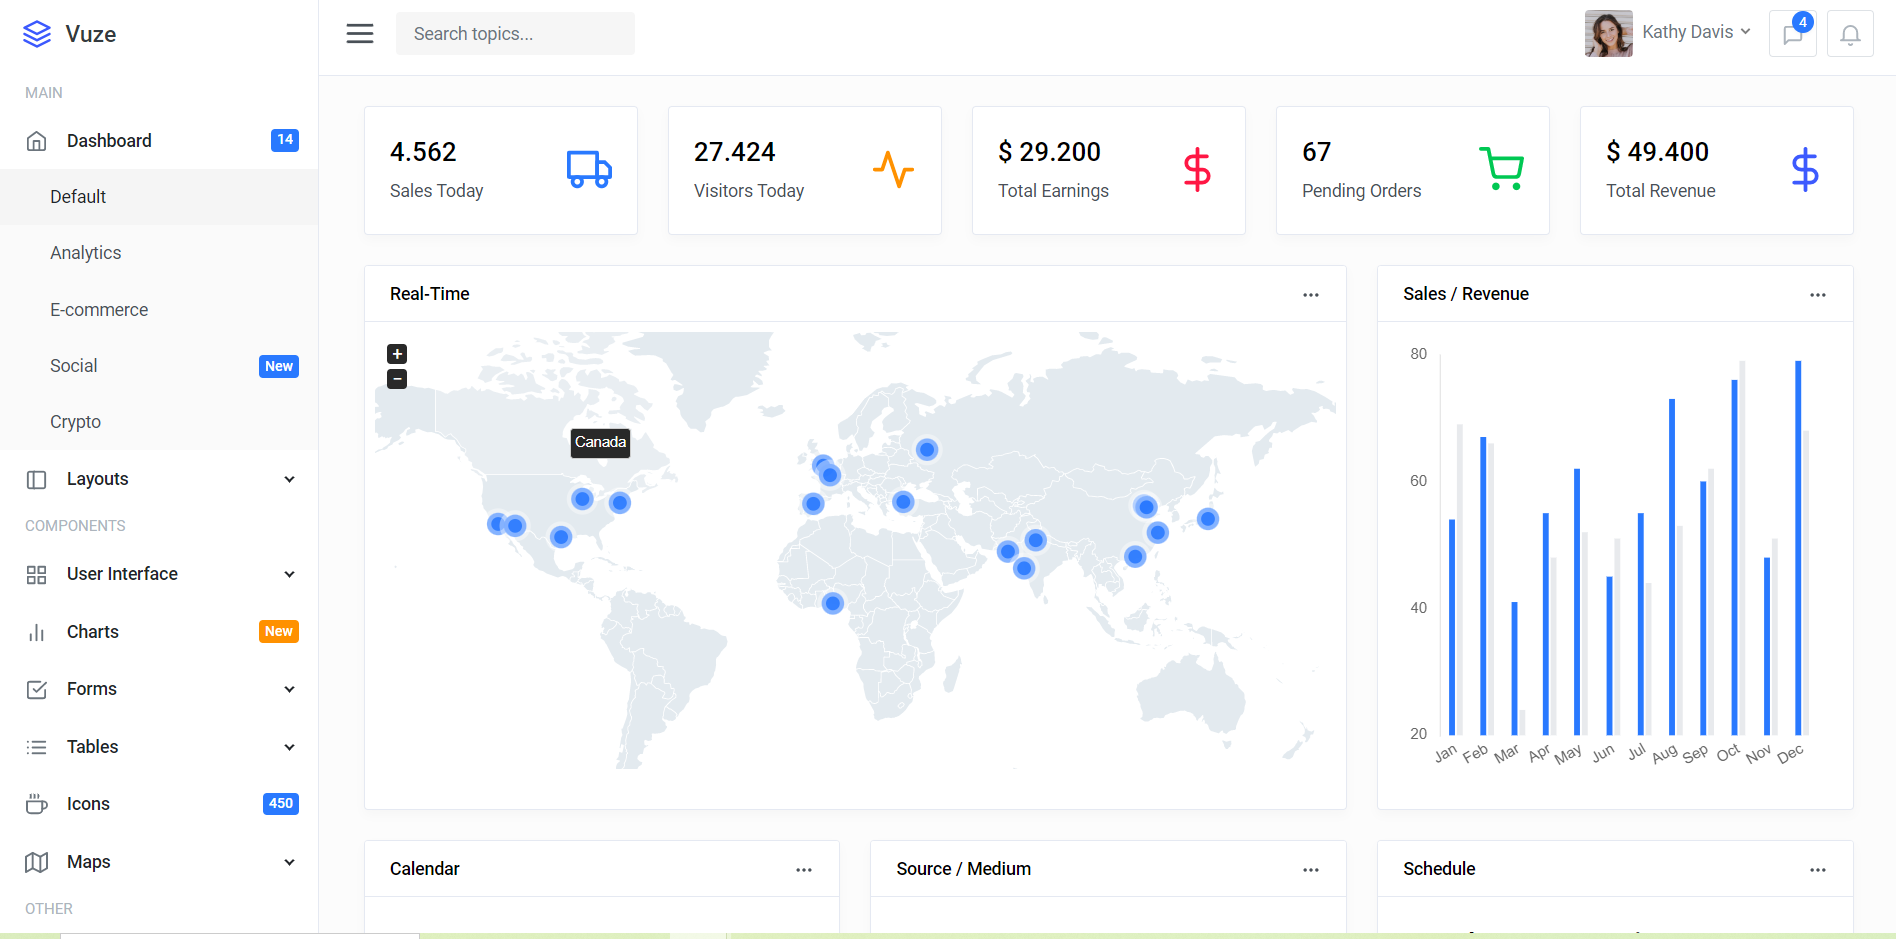 Vuze
Search topics...
Kathy Davis
4
MAIN
Dashboard
14
Default
Analytics
E-commerce
Social
New
Crypto
Layouts
COMPONENTS
User Interface
Charts
New
Forms
Tables
Icons
450
Maps
OTHER
4.562
Sales Today
27.424
Visitors Today
$ 29.200
Total Earnings
67
Pending Orders
$ 49.400
Total Revenue
Real-Time
+
−
Canada
Sales / Revenue
80
60
40
20
Jan Feb Mar Apr May Jun Jul Aug Sep Oct Nov Dec
Calendar
Source / Medium
Schedule